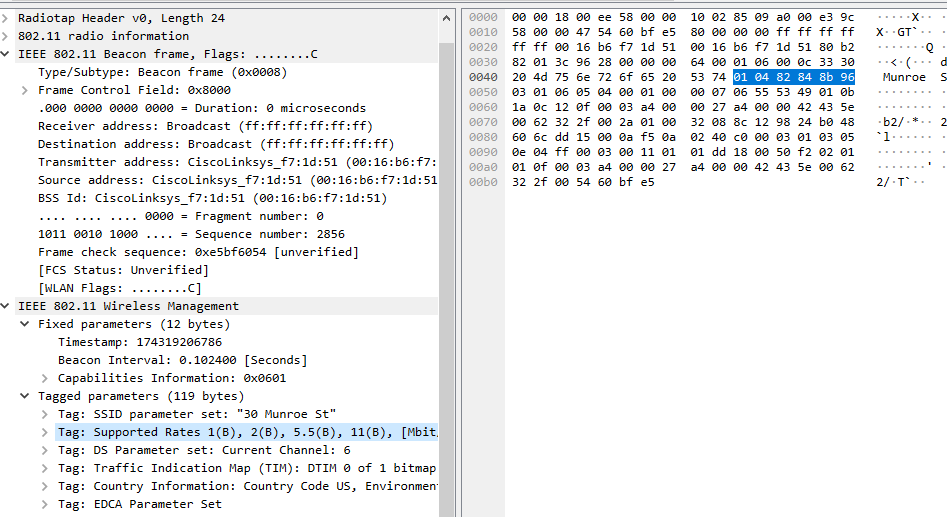 Radiotap Header v0, Length 24
802.11 radio information
IEEE 802.11 Beacon frame, Flags: ........C
Type/Subtype: Beacon frame (0x0008)
Frame Control Field: 0x8000
.000 0000 0000 0000 = Duration: 0 microseconds
Receiver address: Broadcast (ff:ff:ff:ff:ff:ff)
Destination address: Broadcast (ff:ff:ff:ff:ff:ff)
Transmitter address: CiscoLinksys_f7:1d:51 (00:16:b6:f7:
Source address: CiscoLinksys_f7:1d:51 (00:16:b6:f7:1d:51
BSS Id: CiscoLinksys_f7:1d:51 (00:16:b6:f7:1d:51)
.... .... .... 0000 = Fragment number: 0
1011 0010 1000 .... = Sequence number: 2856
Frame check sequence: 0xe5bf6054 [unverified]
[FCS Status: Unverified]
[WLAN Flags: ........C]
IEEE 802.11 Wireless Management
Fixed parameters (12 bytes)
Timestamp: 174319206786
Beacon Interval: 0.102400 [Seconds]
Capabilities Information: 0x0601
Tagged parameters (119 bytes)
Tag: SSID parameter set: "30 Munroe St"
Tag: Supported Rates 1(B), 2(B), 5.5(B), 11(B), [Mbit/
Tag: DS Parameter set: Current Channel: 6
Tag: Traffic Indication Map (TIM): DTIM 0 of 1 bitmap
Tag: Country Information: Country Code US, Environmen
Tag: EDCA Parameter Set
0000 00 00 18 00 ee 58 00 00 10 02 85 09 a0 00 e3 9c ·····X··
0010 58 00 00 47 54 60 bf e5 80 00 00 00 ff ff ff ff X··GT`··
0020 ff ff 00 16 b6 f7 1d 51 00 16 b6 f7 1d 51 80 b2 ·······Q
0030 82 01 3c 96 28 00 00 00 64 00 01 06 00 0c 33 30 ··<·(··· d
0040 20 4d 75 6e 72 6f 65 20 53 74 01 04 82 84 8b 96 Munroe S
0050 03 01 06 05 04 00 01 00 00 07 06 55 53 49 01 0b ········
0060 1a 0c 12 0f 00 03 a4 00 00 27 a4 00 00 42 43 5e ········
0070 00 62 32 2f 00 2a 01 00 32 08 8c 12 98 24 b0 48 ·b2/·*·· 2
0080 60 6c dd 15 00 0a f5 0a 02 40 c0 00 03 01 03 05 `l······
0090 0e 04 ff 00 03 00 11 01 01 dd 18 00 50 f2 02 01 ········
00a0 01 0f 00 03 a4 00 00 27 a4 00 00 42 43 5e 00 62 ·······'
00b0 32 2f 00 54 60 bf e5 2/·T`··